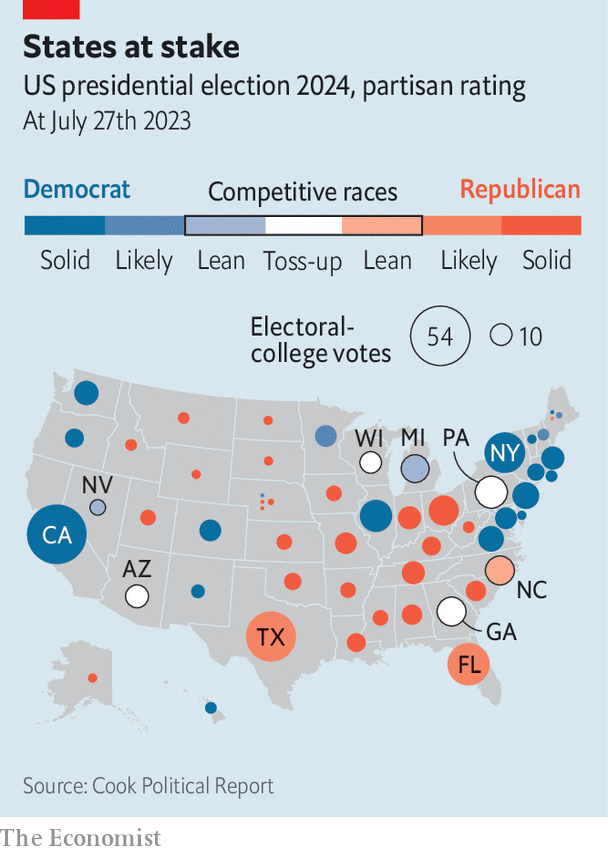 States at stake
US presidential election 2024, partisan rating
At July 27th 2023
Democrat
Competitive races
Republican
Solid
Likely
Lean
Toss-up
Lean
Likely
Solid
Electoral-
college votes
54
10
WI
MI
PA
NY
NV
CA
AZ
NC
TX
GA
FL
Source: Cook Political Report
The Economist